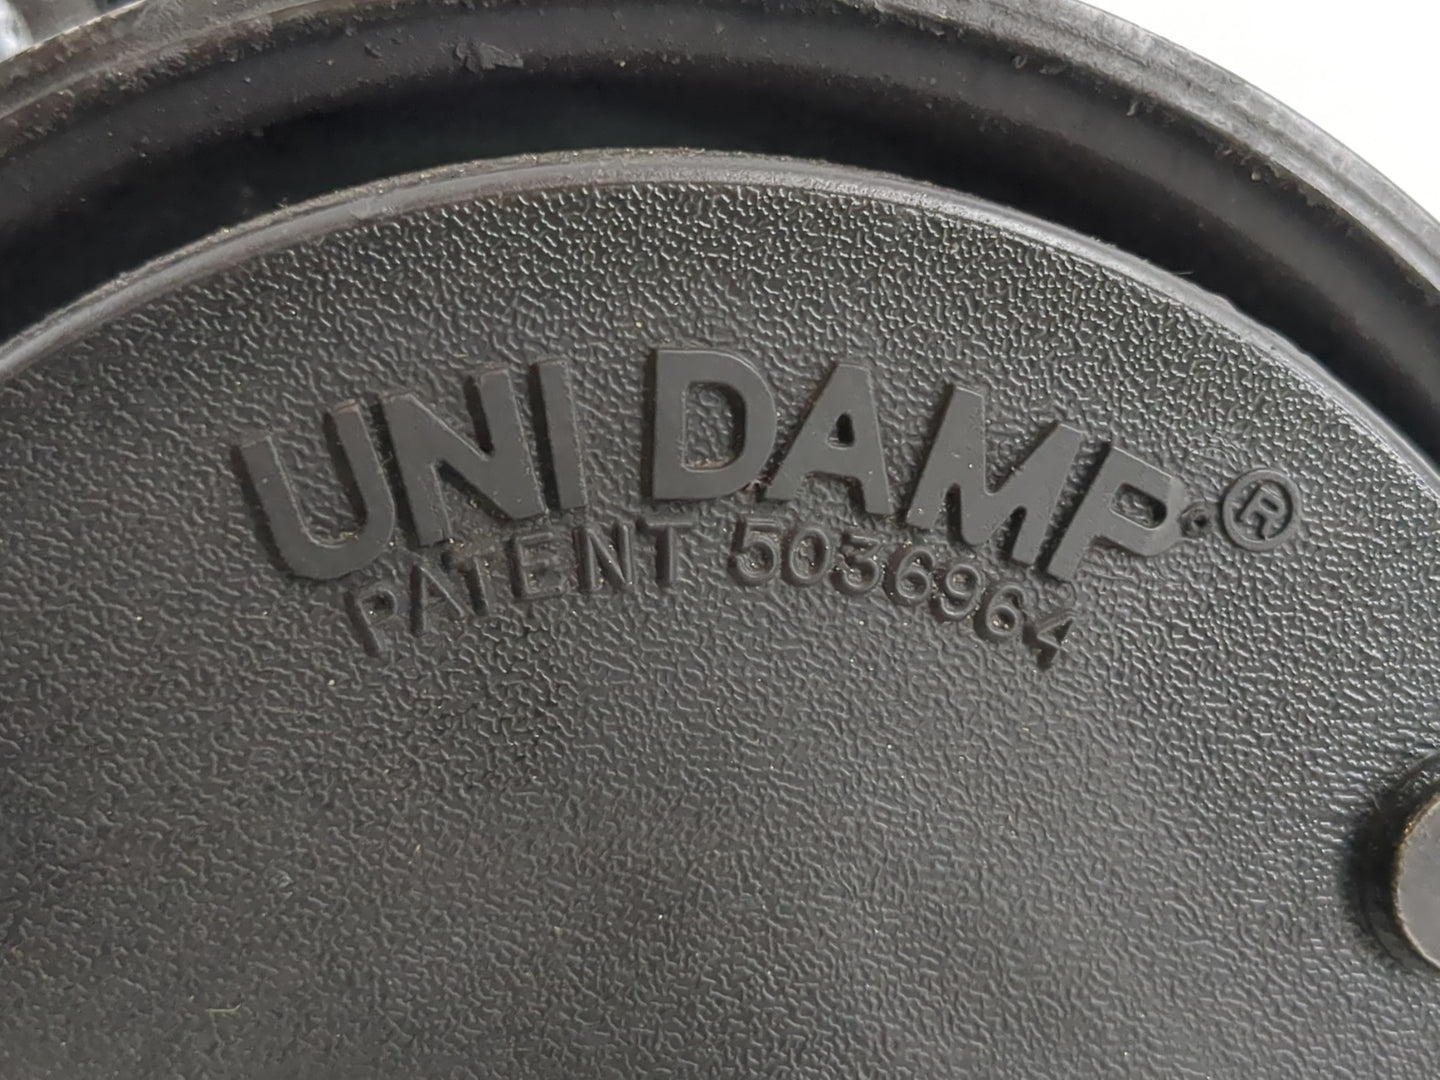 UNI DAMP ®
PATENT 5036964